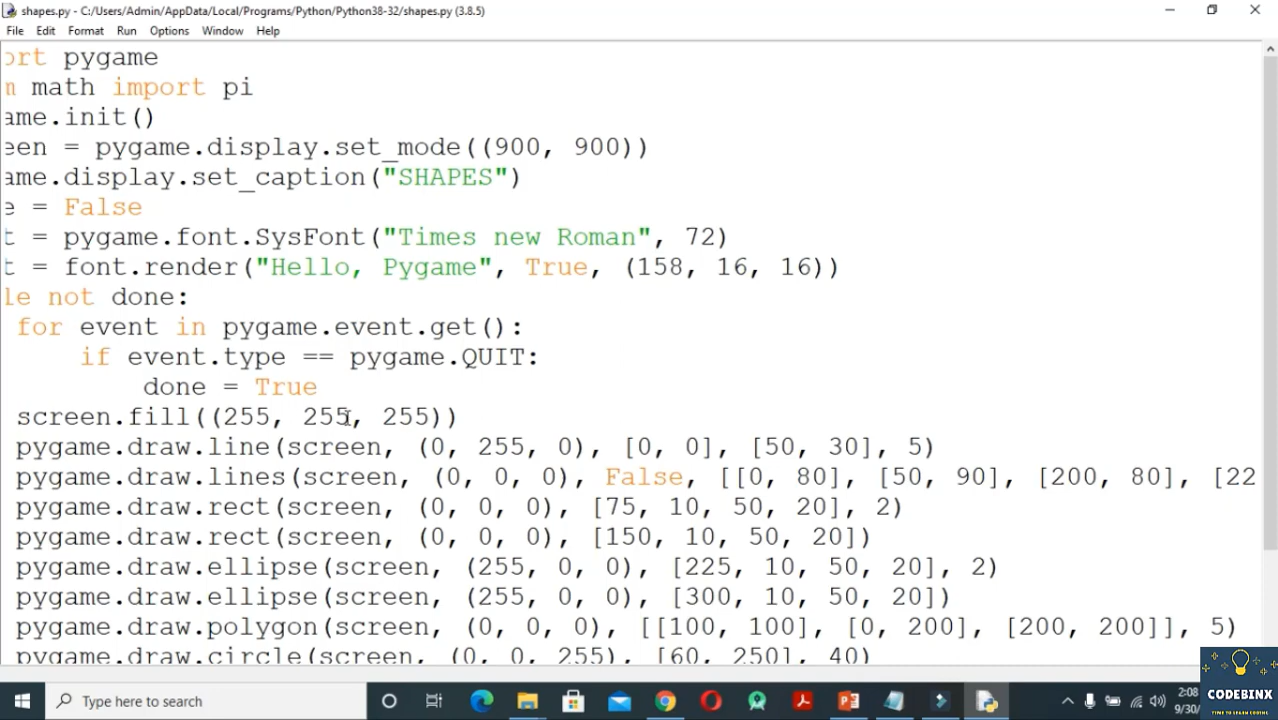 shapes.py - C:/Users/Admin/AppData/Local/Programs/Python/Python38-32/shapes.py (3.8.5)
File Edit Format Run Options Window Help
ort pygame
m math import pi
ame.init()
een = pygame.display.set_mode((900, 900))
ame.display.set_caption("SHAPES")
e = False
t = pygame.font.SysFont("Times new Roman", 72)
t = font.render("Hello, Pygame", True, (158, 16, 16))
le not done:
for event in pygame.event.get():
if event.type == pygame.QUIT:
done = True
screen.fill((255, 255, 255))
pygame.draw.line(screen, (0, 255, 0), [0, 0], [50, 30], 5)
pygame.draw.lines(screen, (0, 0, 0), False, [[0, 80], [50, 90], [200, 80], [22
pygame.draw.rect(screen, (0, 0, 0), [75, 10, 50, 20], 2)
pygame.draw.rect(screen, (0, 0, 0), [150, 10, 50, 20])
pygame.draw.ellipse(screen, (255, 0, 0), [225, 10, 50, 20], 2)
pygame.draw.ellipse(screen, (255, 0, 0), [300, 10, 50, 20])
pygame.draw.polygon(screen, (0, 0, 0), [[100, 100], [0, 200], [200, 200]], 5)
pygame.draw.circle(screen, (0, 0, 255), [60, 250], 40)
Type here to search
2:08
9/30/
CODEBINX
TIME TO LEARN CODING